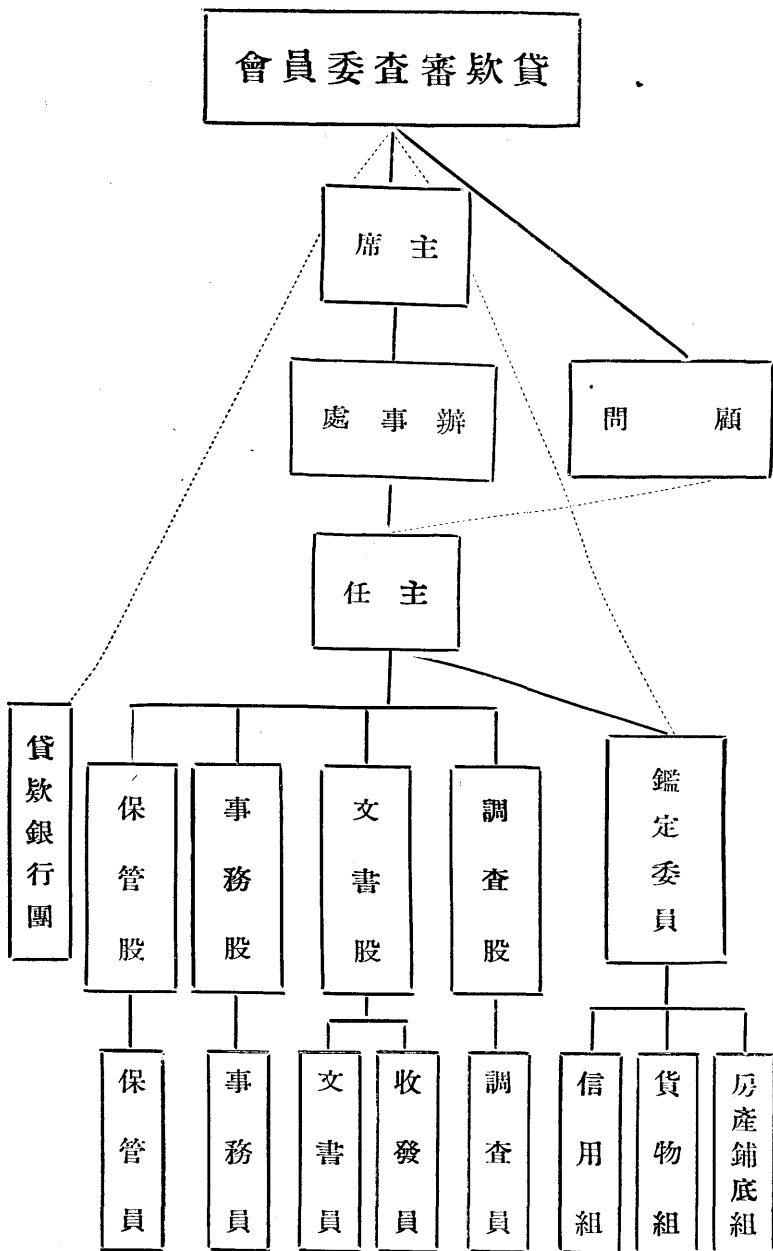 貸欵審查委員會
主席
辦事處
顧問
主任
調查股
文書股
事務股
保管股
鑑定委員
貸欵銀行團
房產鋪底組
貨物組
信用組
調查員
收發員
文書員
事務員
保管員